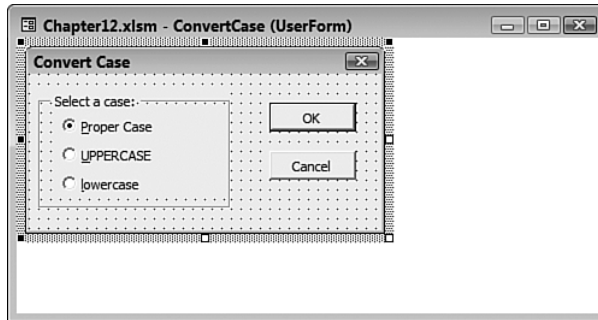 Chapter12.xlsm - ConvertCase (UserForm)
Convert Case
Select a case:
Proper Case
UPPERCASE
lowercase
OK
Cancel